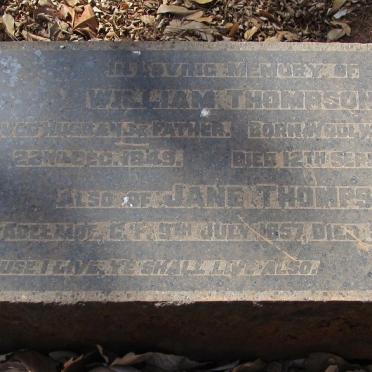 IN LOVING MEMORY OF
WILLIAM THOMPSON
HUSBAND & FATHER. BORN
22ND DEC. 1849. DIED 12TH SEP
ALSO OF JANE THOMPS
9TH JULY 1857, DIED
I GIVE, YE SHALL LIVE ALSO.